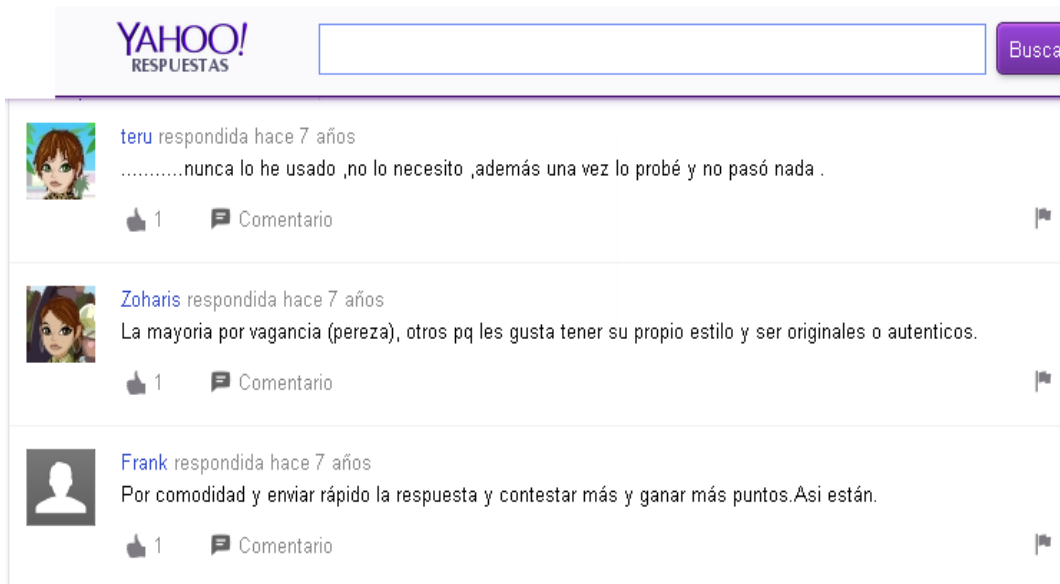 YAHOO!
RESPUESTAS
Busca
teru respondida hace 7 años
...........nunca lo he usado ,no lo necesito ,además una vez lo probé y no pasó nada .
1 Comentario
Zoharis respondida hace 7 años
La mayoria por vagancia (pereza), otros pq les gusta tener su propio estilo y ser originales o autenticos.
1 Comentario
Frank respondida hace 7 años
Por comodidad y enviar rápido la respuesta y contestar más y ganar más puntos.Asi están.
1 Comentario